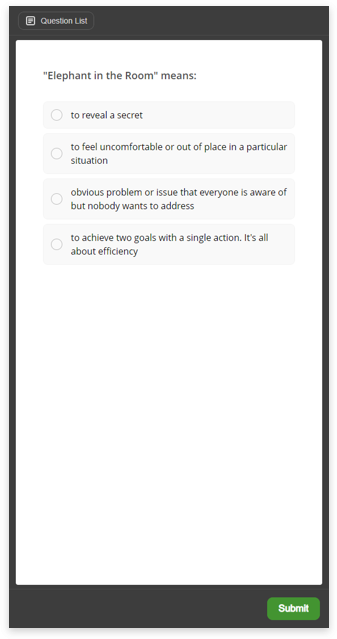 Question List
"Elephant in the Room" means:
to reveal a secret
to feel uncomfortable or out of place in a particular
situation
obvious problem or issue that everyone is aware of
but nobody wants to address
to achieve two goals with a single action. It's all
about efficiency
Submit